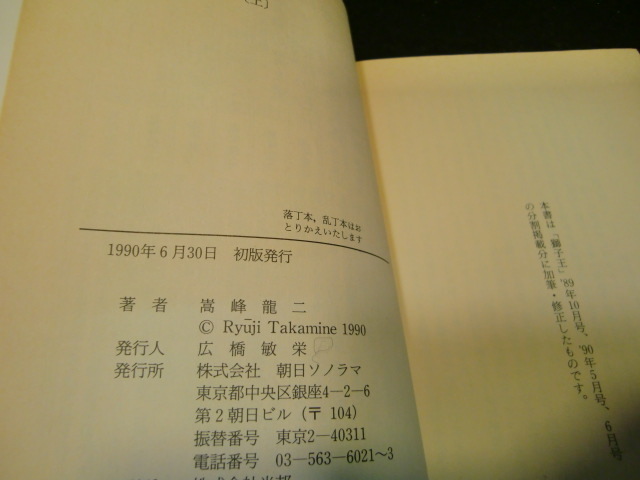 〔上〕
落丁本，乱丁本はお
とりかえいたします
1990年6月30日 初版発行
著者 嵩峰龍二
© Ryūji Takamine 1990
発行人 広橋敏栄
発行所 株式会社 朝日ソノラマ
東京都中央区銀座4―2―6
第2朝日ビル（〒104）
振替番号 東京2―40311
電話番号 03―563―6021〜3
本書は「獅子王」'89年10月号、'90年5月号、6月号
の分割掲載分に加筆・修正したものです。